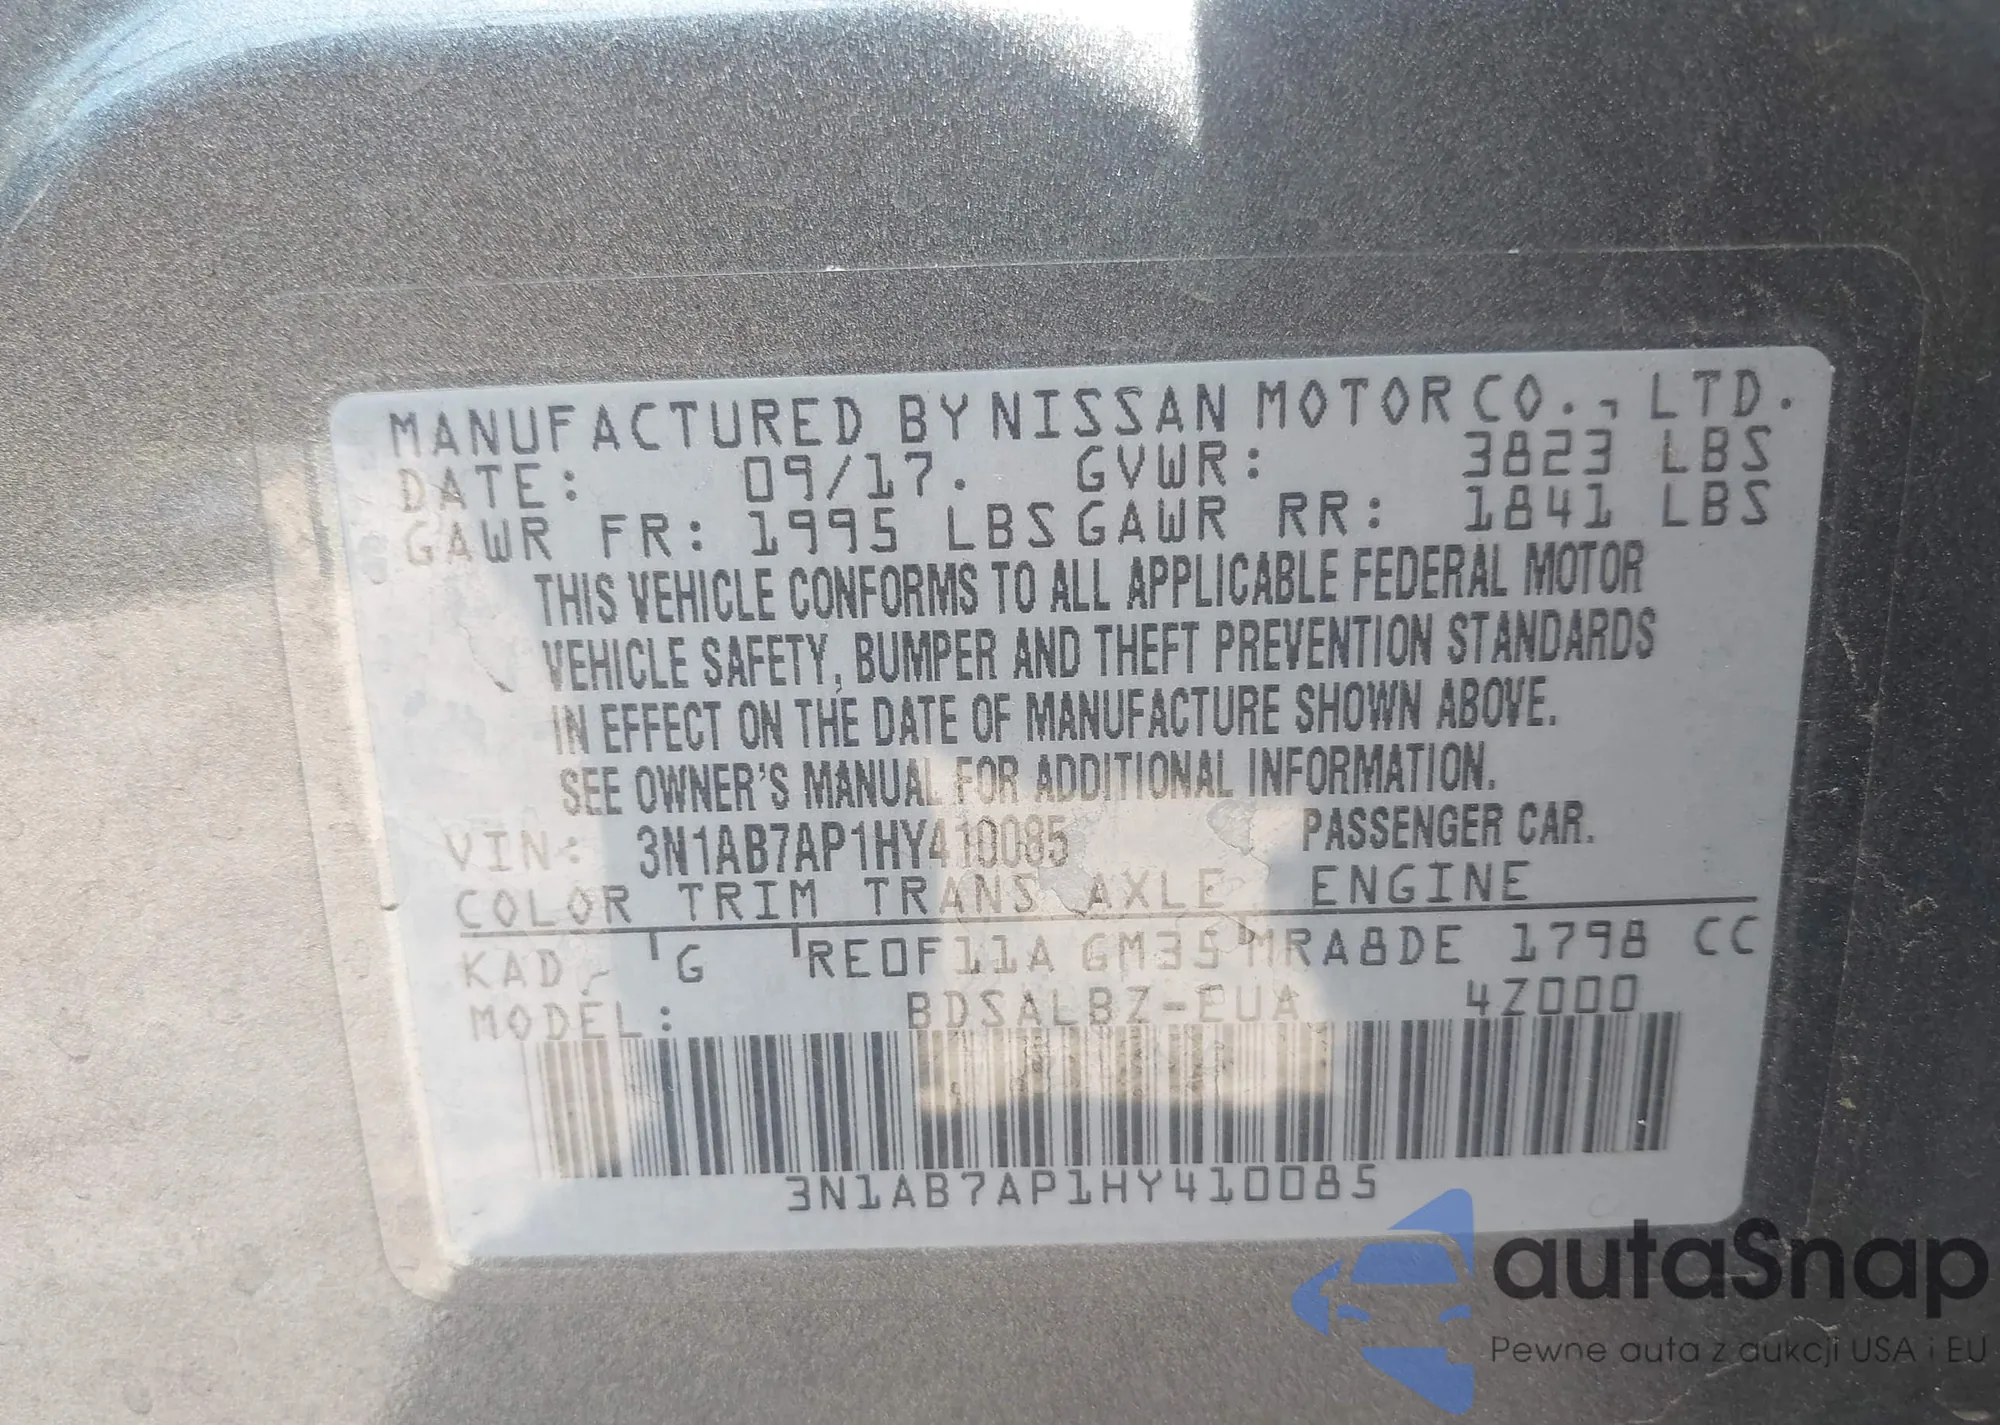 MANUFACTURED BY NISSAN MOTOR CO., LTD.
DATE: 09/17. GVWR: 3823 LBS
GAWR FR: 1995 LBS GAWR RR: 1841 LBS
THIS VEHICLE CONFORMS TO ALL APPLICABLE FEDERAL MOTOR
VEHICLE SAFETY, BUMPER AND THEFT PREVENTION STANDARDS
IN EFFECT ON THE DATE OF MANUFACTURE SHOWN ABOVE.
SEE OWNER'S MANUAL FOR ADDITIONAL INFORMATION.
VIN: 3N1AB7AP1HY410085 PASSENGER CAR.
COLOR TRIM TRANS AXLE ENGINE
KAD G RE0F11A GM35 MRA8DE 1798 CC
MODEL: BDSALBZ-EUA 4Z000
3N1AB7AP1HY410085
autaSnap
Pewne auta z aukcji USA i EU